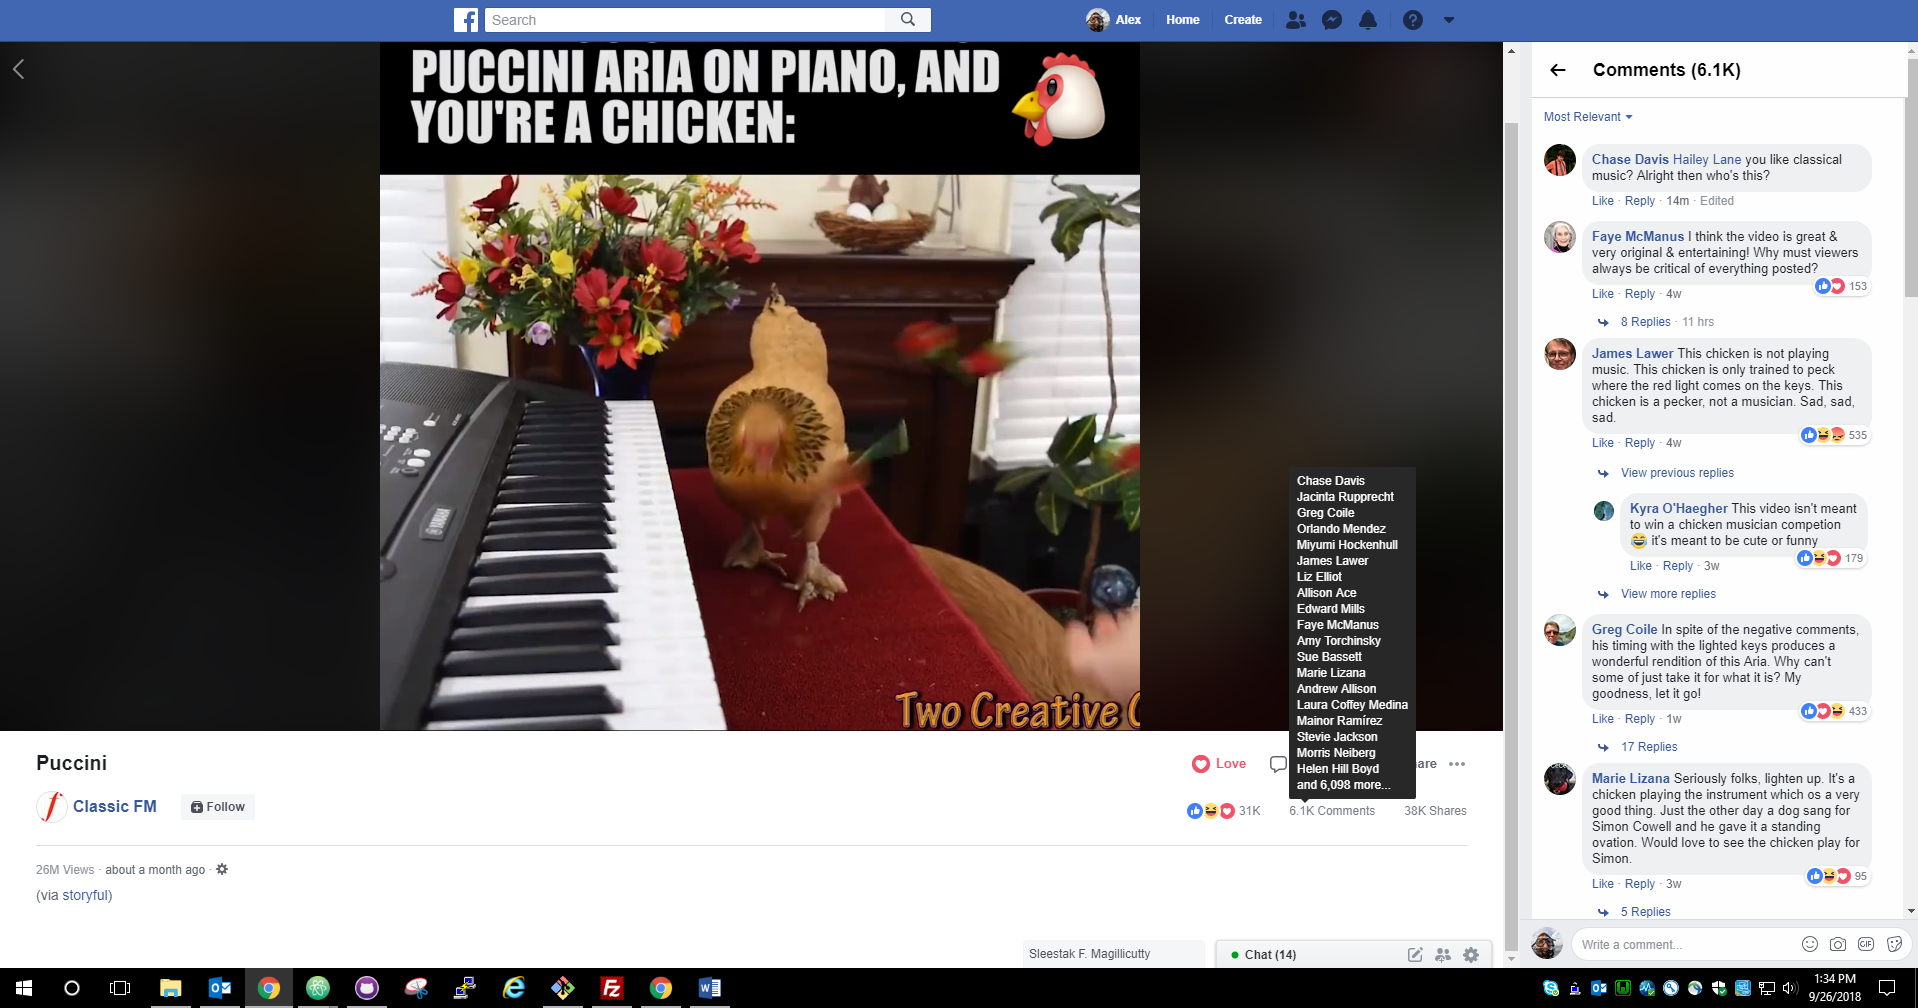 Search
Alex
Home
Create
PUCCINI ARIA ON PIANO, AND
YOU'RE A CHICKEN:
YAMAHA
Two Creative
Puccini
Classic FM
Follow
Love
are
31K
6.1K Comments
38K Shares
26M Views · about a month ago ·
(via storyful)
Chase Davis
Jacinta Rupprecht
Greg Coile
Orlando Mendez
Miyumi Hockenhull
James Lawer
Liz Elliot
Allison Ace
Edward Mills
Faye McManus
Amy Torchinsky
Sue Bassett
Marie Lizana
Andrew Allison
Laura Coffey Medina
Mainor Ramírez
Stevie Jackson
Morris Neiberg
Helen Hill Boyd
and 6,098 more...
Comments (6.1K)
Most Relevant
Chase Davis Hailey Lane you like classical
music? Alright then who's this?
Like · Reply · 14m · Edited
Faye McManus I think the video is great &
very original & entertaining! Why must viewers
always be critical of everything posted?
153
Like · Reply · 4w
8 Replies · 11 hrs
James Lawer This chicken is not playing
music. This chicken is only trained to peck
where the red light comes on the keys. This
chicken is a pecker, not a musician. Sad, sad,
sad.
535
Like · Reply · 4w
View previous replies
Kyra O'Haegher This video isn't meant
to win a chicken musician competion
😂 it's meant to be cute or funny
179
Like · Reply · 3w
View more replies
Greg Coile In spite of the negative comments,
his timing with the lighted keys produces a
wonderful rendition of this Aria. Why can't
some of just take it for what it is? My
goodness, let it go!
433
Like · Reply · 1w
17 Replies
Marie Lizana Seriously folks, lighten up. It's a
chicken playing the instrument which os a very
good thing. Just the other day a dog sang for
Simon Cowell and he gave it a standing
ovation. Would love to see the chicken play for
Simon.
95
Like · Reply · 3w
5 Replies
Write a comment...
GIF
Sleestak F. Magillicutty
Chat (14)
1:34 PM
9/26/2018